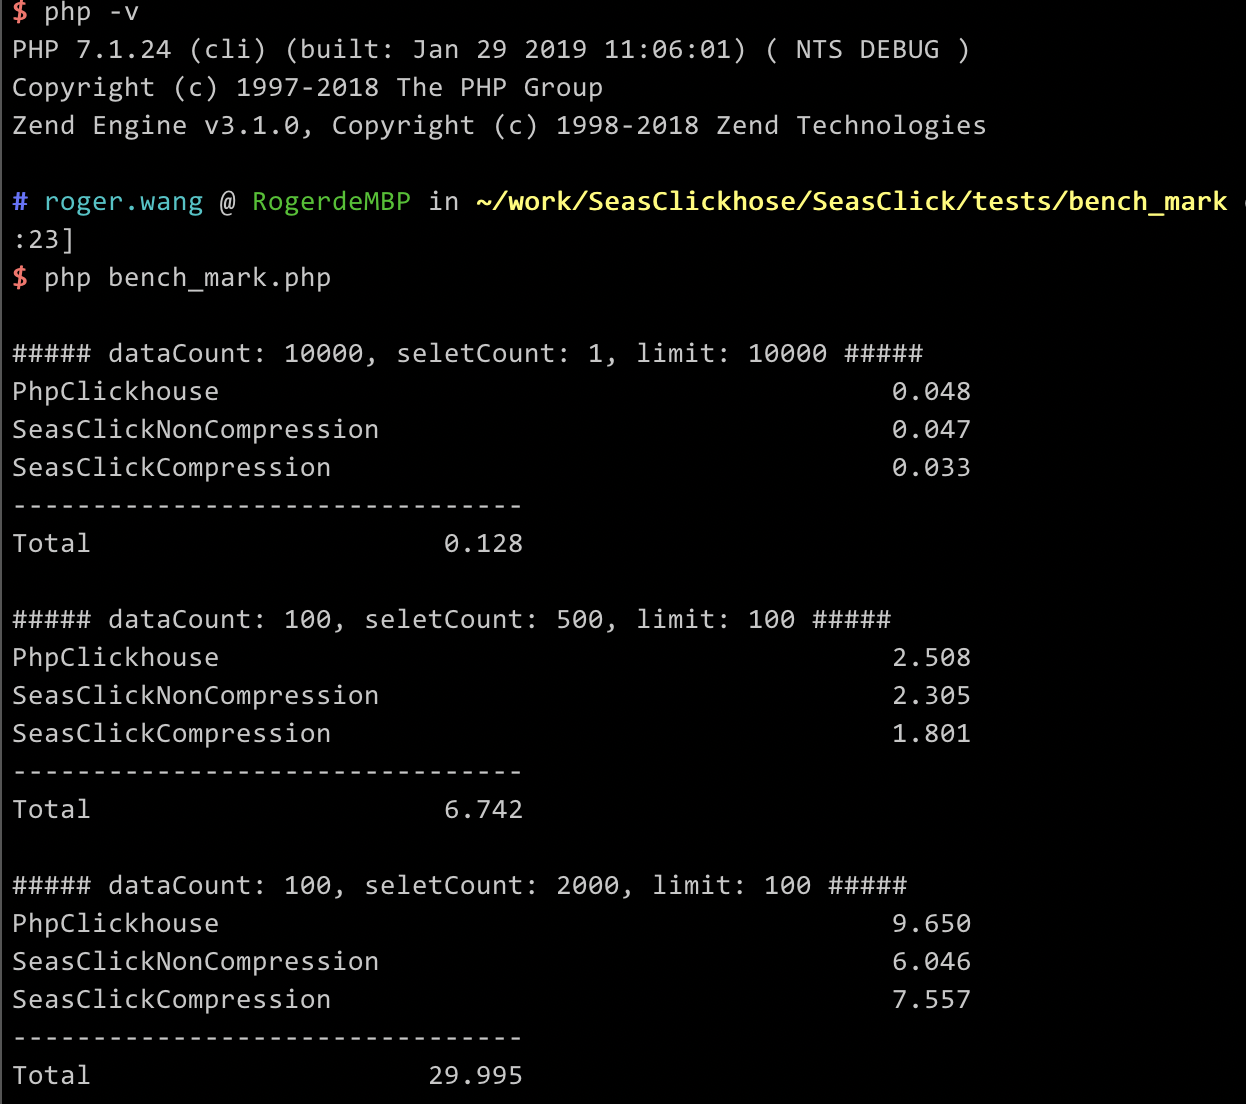 $ php -v
PHP 7.1.24 (cli) (built: Jan 29 2019 11:06:01) ( NTS DEBUG )
Copyright (c) 1997-2018 The PHP Group
Zend Engine v3.1.0, Copyright (c) 1998-2018 Zend Technologies
# roger.wang @ RogerdeMBP in ~/work/SeasClickhose/SeasClick/tests/bench_mark
:23]
$ php bench_mark.php
##### dataCount: 10000, seletCount: 1, limit: 10000 #####
PhpClickhouse 0.048
SeasClickNonCompression 0.047
SeasClickCompression 0.033
--------------------------------
Total 0.128
##### dataCount: 100, seletCount: 500, limit: 100 #####
PhpClickhouse 2.508
SeasClickNonCompression 2.305
SeasClickCompression 1.801
--------------------------------
Total 6.742
##### dataCount: 100, seletCount: 2000, limit: 100 #####
PhpClickhouse 9.650
SeasClickNonCompression 6.046
SeasClickCompression 7.557
--------------------------------
Total 29.995